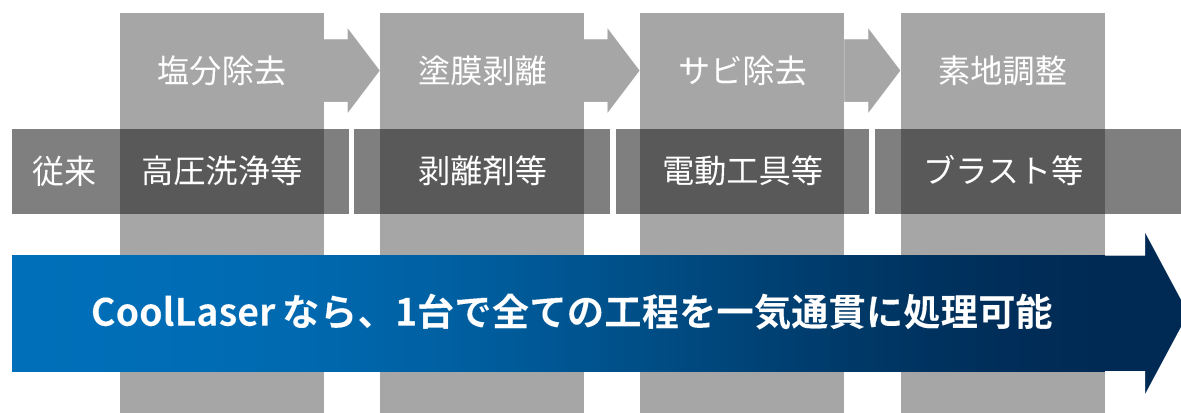 塩分除去
塗膜剥離
サビ除去
素地調整
従来
高圧洗浄等
剥離剤等
電動工具等
ブラスト等
CoolLaserなら、1台で全ての工程を一気通貫に処理可能